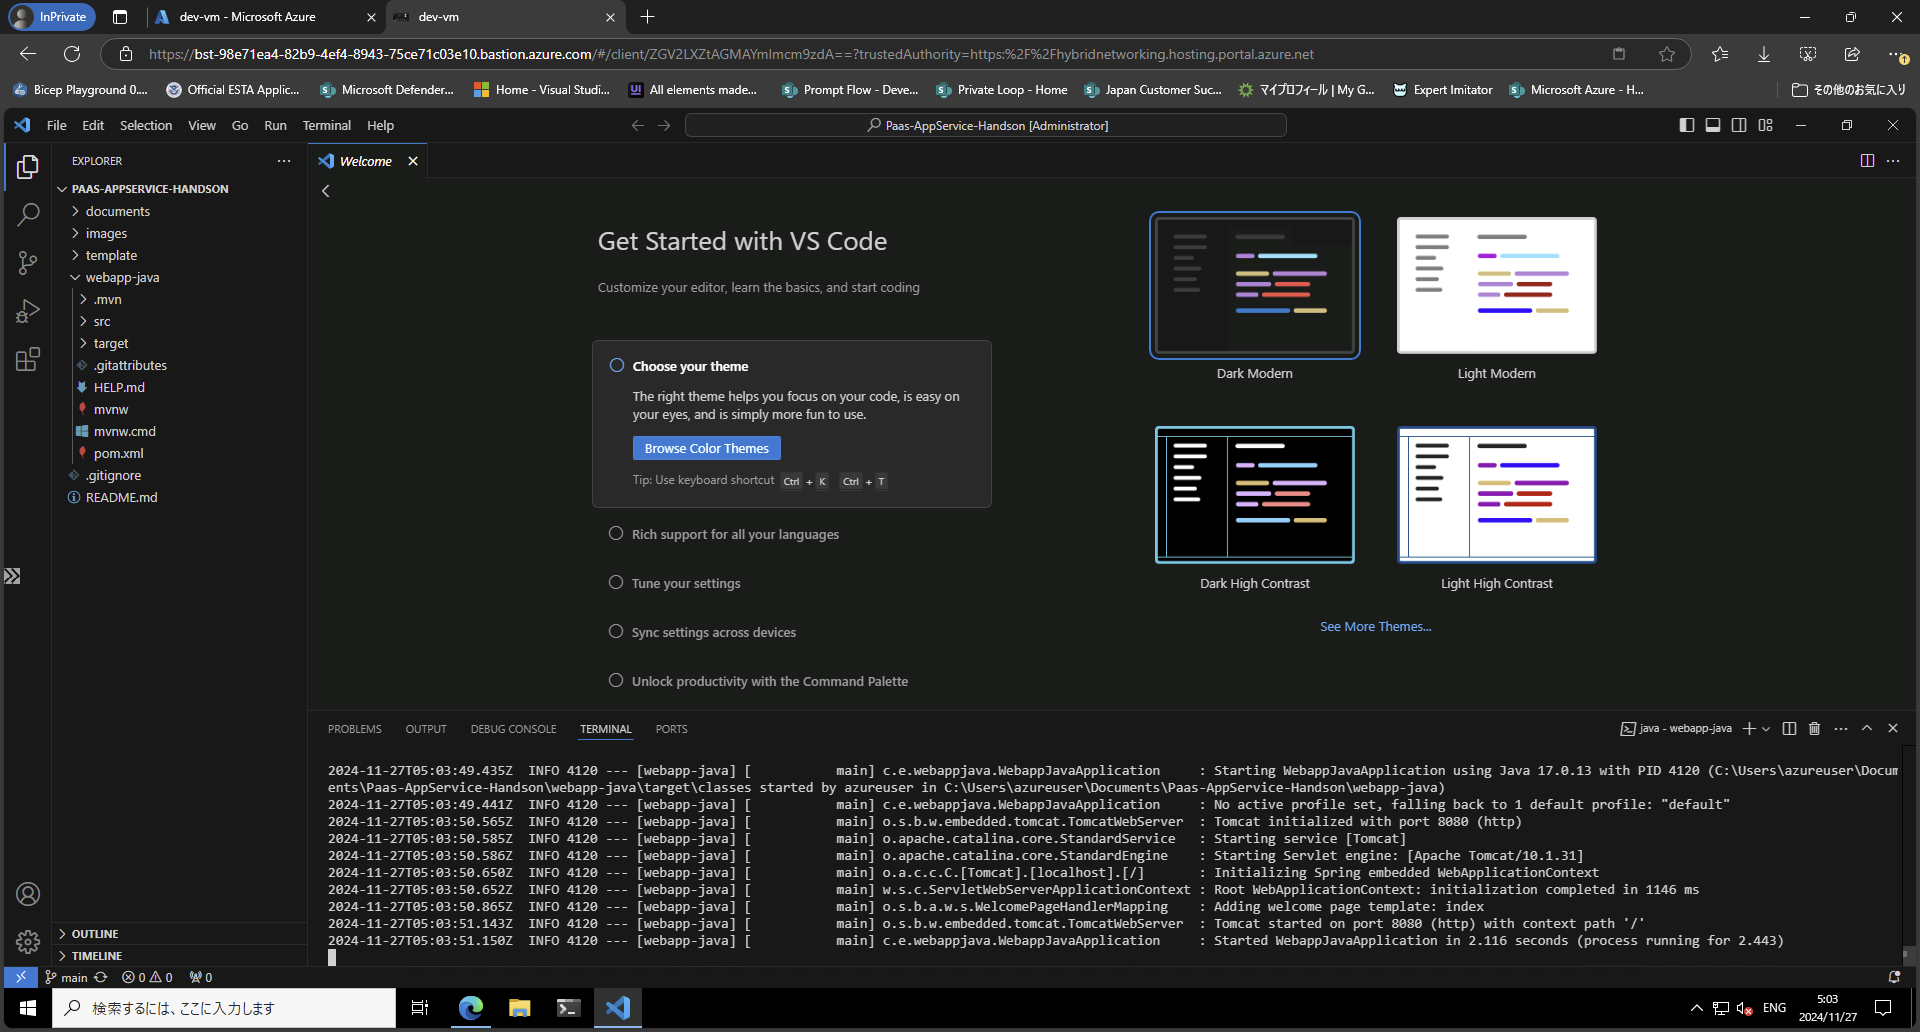 InPrivate
dev-vm - Microsoft Azure
dev-vm
https://bst-98e71ea4-82b9-4ef4-8943-75ce71c03e10.bastion.azure.com/#/client/ZGV2LXZtAGMAYmlmcm9zdA==?trustedAuthority=https:%2F%2Fhybridnetworking.hosting.portal.azure.net
Bicep Playground 0.... Official ESTA Applic... Microsoft Defender... Home - Visual Studi... All elements made... Prompt Flow - Deve... Private Loop - Home Japan Customer Suc... マイプロフィール | My G... Expert Imitator Microsoft Azure - H... その他のお気に入り
File Edit Selection View Go Run Terminal Help
Paas-AppService-Handson [Administrator]
EXPLORER
Welcome
PAAS-APPSERVICE-HANDSON
documents
images
template
webapp-java
.mvn
src
target
.gitattributes
HELP.md
mvnw
mvnw.cmd
pom.xml
.gitignore
README.md
OUTLINE
TIMELINE
Get Started with VS Code
Customize your editor, learn the basics, and start coding
Choose your theme
The right theme helps you focus on your code, is easy on
your eyes, and is simply more fun to use.
Browse Color Themes
Tip: Use keyboard shortcut Ctrl + K Ctrl + T
Rich support for all your languages
Tune your settings
Sync settings across devices
Unlock productivity with the Command Palette
Dark Modern
Light Modern
Dark High Contrast
Light High Contrast
See More Themes...
PROBLEMS OUTPUT DEBUG CONSOLE TERMINAL PORTS
java - webapp-java
2024-11-27T05:03:49.435Z  INFO 4120 --- [webapp-java] [           main] c.e.webappjava.WebappJavaApplication     : Starting WebappJavaApplication using Java 17.0.13 with PID 4120 (C:\Users\azureuser\Docum
ents\Paas-AppService-Handson\webapp-java\target\classes started by azureuser in C:\Users\azureuser\Documents\Paas-AppService-Handson\webapp-java)
2024-11-27T05:03:49.441Z  INFO 4120 --- [webapp-java] [           main] c.e.webappjava.WebappJavaApplication     : No active profile set, falling back to 1 default profile: "default"
2024-11-27T05:03:50.565Z  INFO 4120 --- [webapp-java] [           main] o.s.b.w.embedded.tomcat.TomcatWebServer  : Tomcat initialized with port 8080 (http)
2024-11-27T05:03:50.585Z  INFO 4120 --- [webapp-java] [           main] o.apache.catalina.core.StandardService   : Starting service [Tomcat]
2024-11-27T05:03:50.586Z  INFO 4120 --- [webapp-java] [           main] o.apache.catalina.core.StandardEngine    : Starting Servlet engine: [Apache Tomcat/10.1.31]
2024-11-27T05:03:50.650Z  INFO 4120 --- [webapp-java] [           main] o.a.c.c.C.[Tomcat].[localhost].[/]       : Initializing Spring embedded WebApplicationContext
2024-11-27T05:03:50.652Z  INFO 4120 --- [webapp-java] [           main] w.s.c.ServletWebServerApplicationContext : Root WebApplicationContext: initialization completed in 1146 ms
2024-11-27T05:03:50.865Z  INFO 4120 --- [webapp-java] [           main] o.s.b.a.w.s.WelcomePageHandlerMapping    : Adding welcome page template: index
2024-11-27T05:03:51.143Z  INFO 4120 --- [webapp-java] [           main] o.s.b.w.embedded.tomcat.TomcatWebServer  : Tomcat started on port 8080 (http) with context path '/'
2024-11-27T05:03:51.150Z  INFO 4120 --- [webapp-java] [           main] c.e.webappjava.WebappJavaApplication     : Started WebappJavaApplication in 2.116 seconds (process running for 2.443)
main 0 0 0
検索するには、ここに入力します
ENG
5:03
2024/11/27